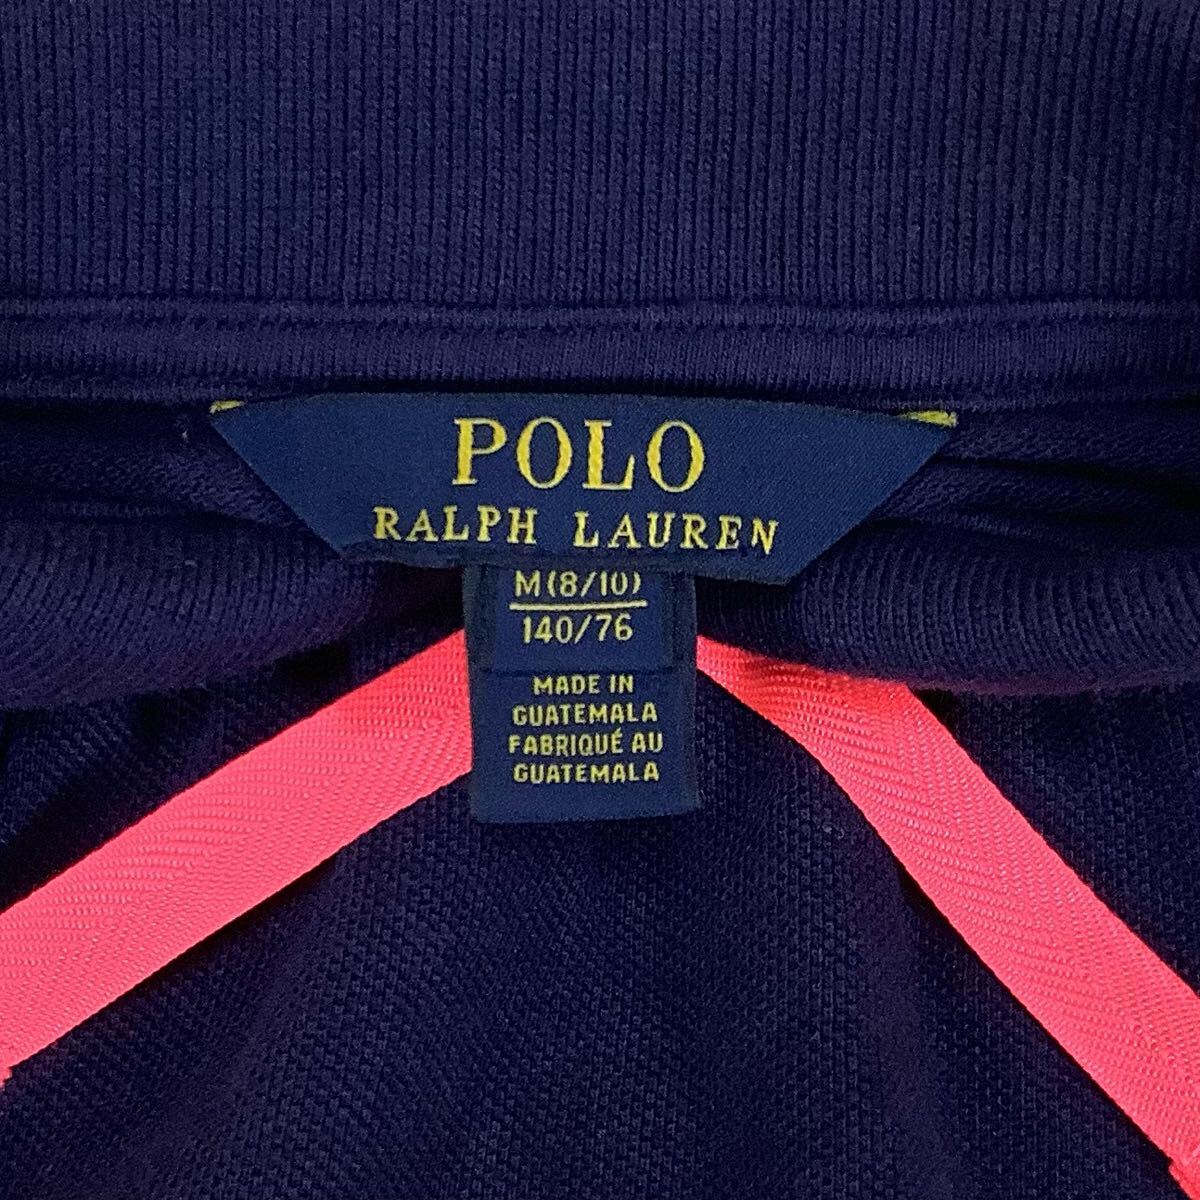 POLO
RALPH LAUREN
M (8/10)
140/76
MADE IN
GUATEMALA
FABRIQUÉ AU
GUATEMALA